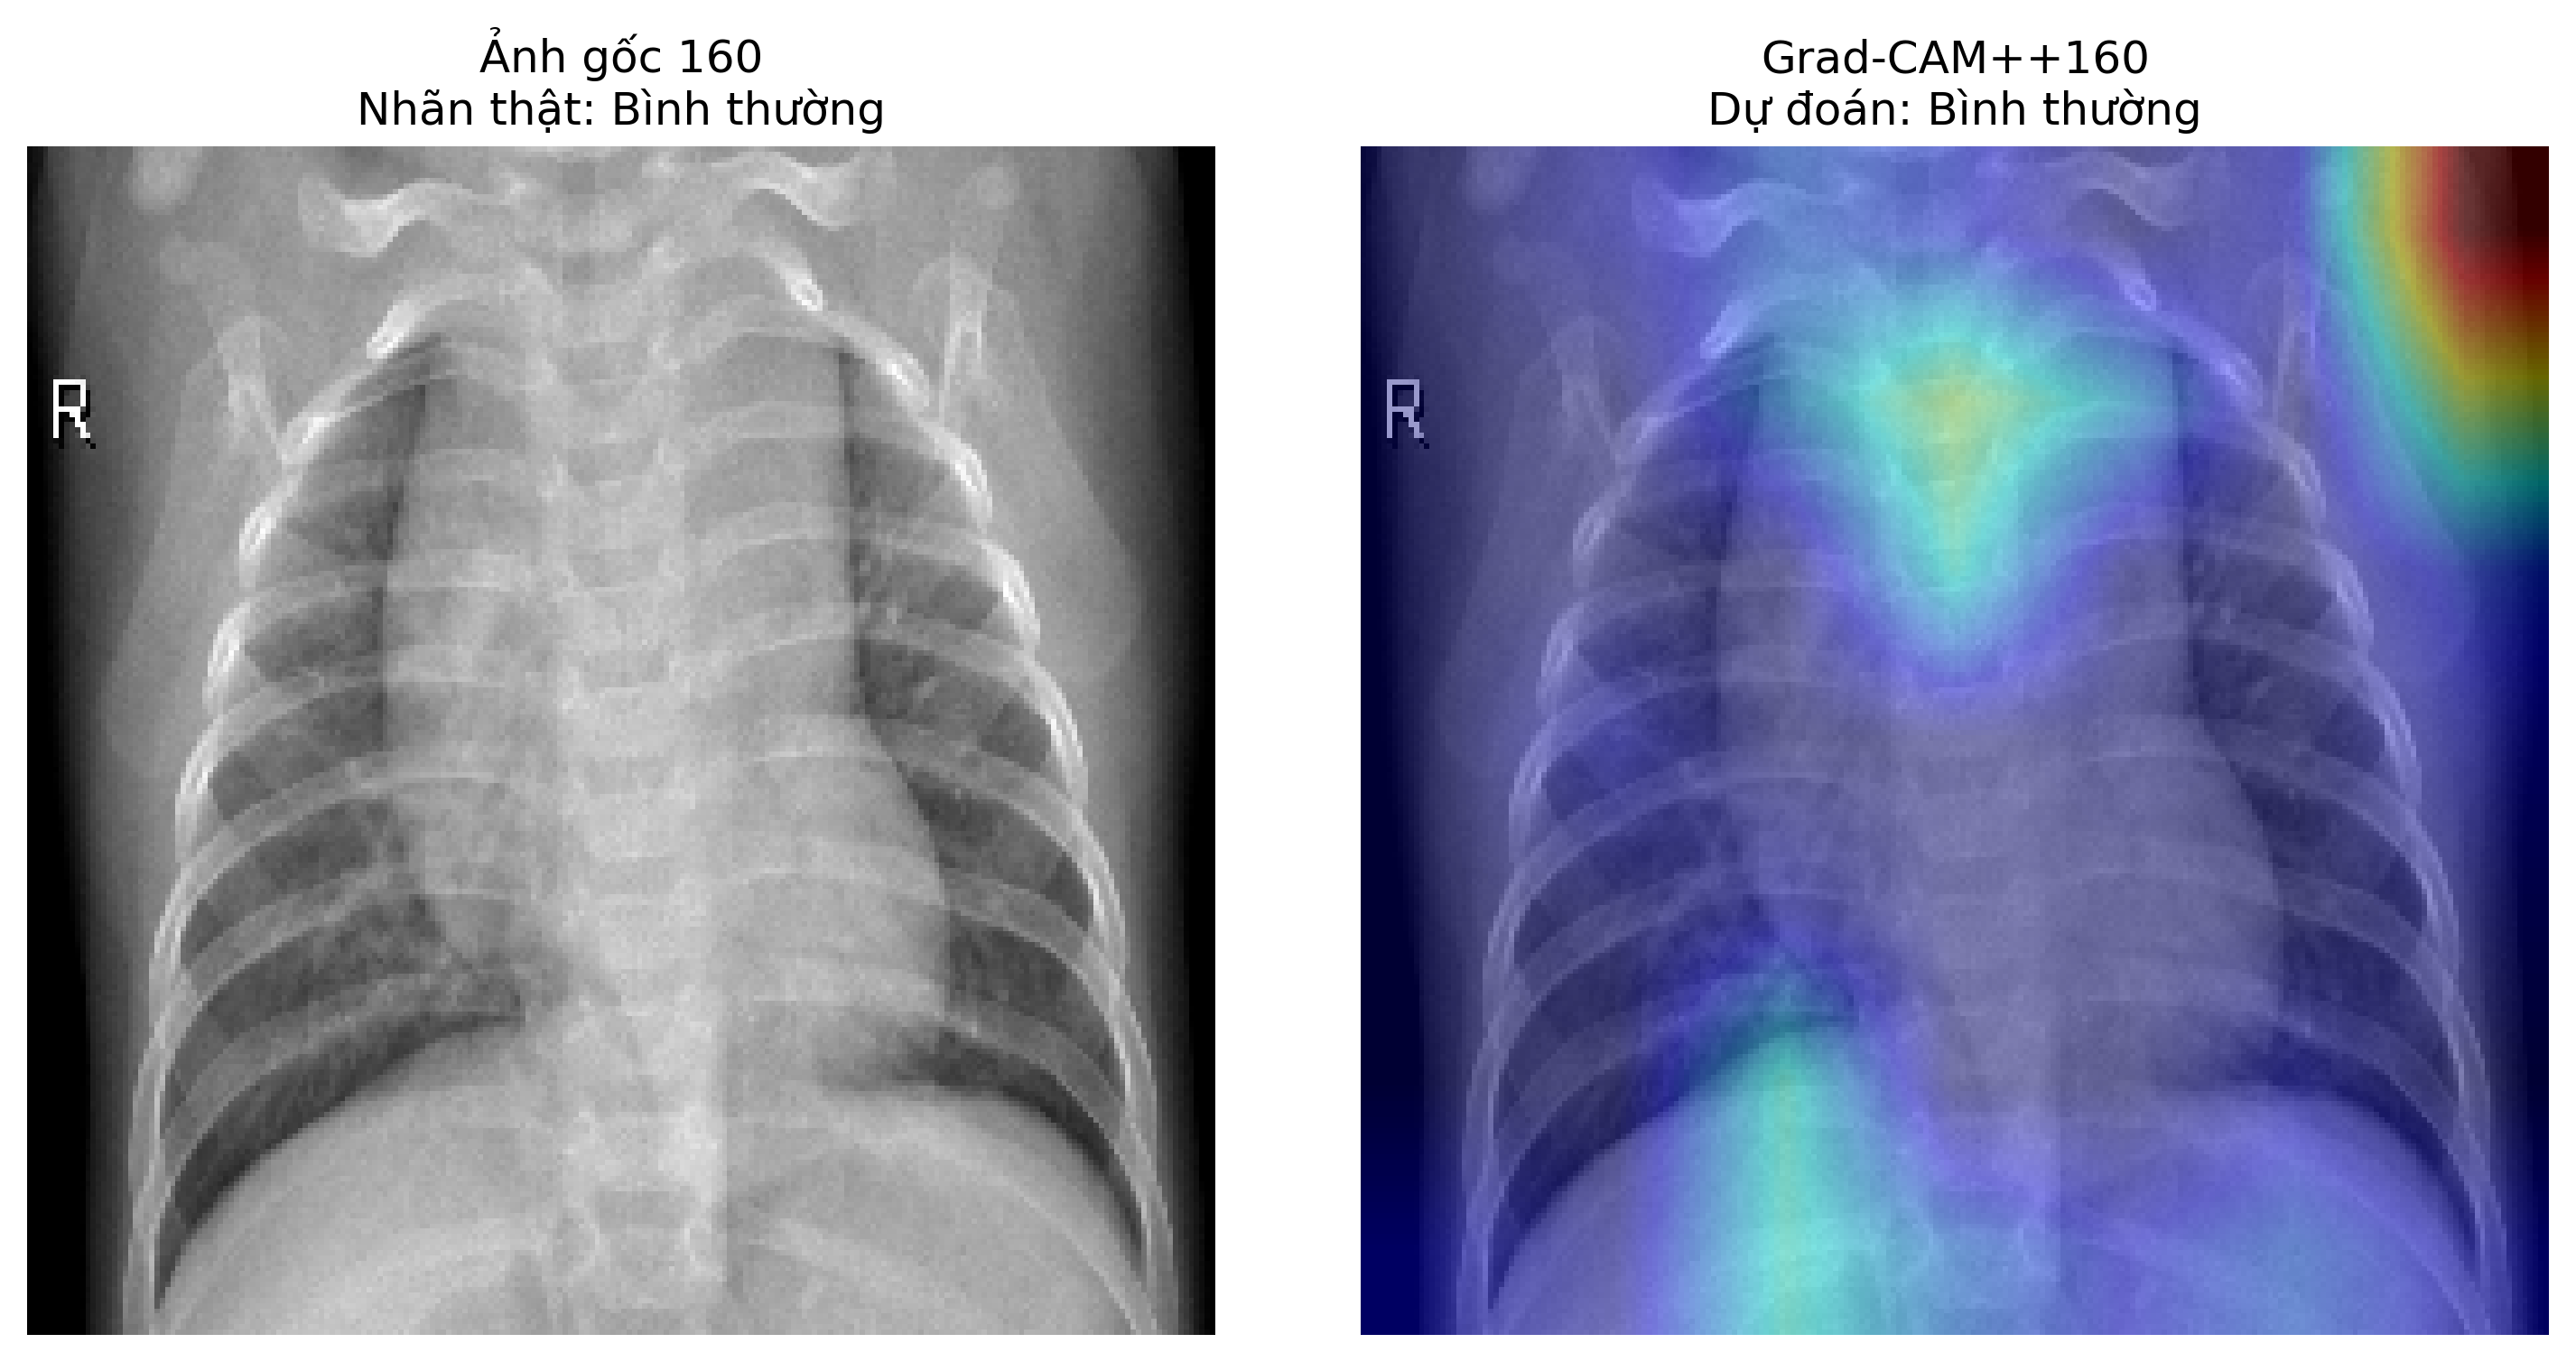 Ảnh gốc 160
Nhãn thật: Bình thường
Grad-CAM++160
Dự đoán: Bình thường
R
R